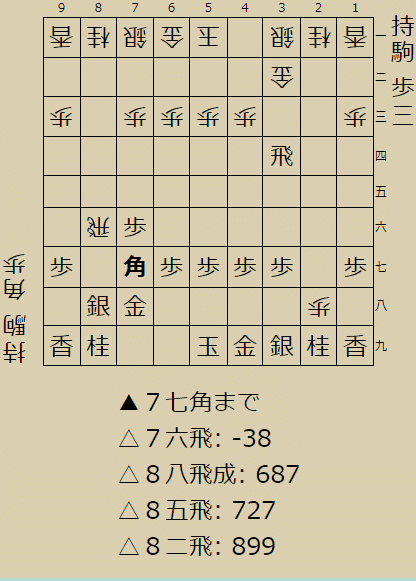 9 8 7 6 5 4 3 2 1
香 桂 銀 金 玉 銀 桂 香 一
金 二
歩 歩 歩 歩 歩 歩 三
飛 四
五
飛 歩 六
歩 角 歩 歩 歩 歩 歩 七
銀 金 歩 八
香 桂 玉 金 銀 桂 香 九
持駒 歩三
持駒 角歩
▲７七角まで
△７六飛: -38
△８八飛成: 687
△８五飛: 727
△８二飛: 899